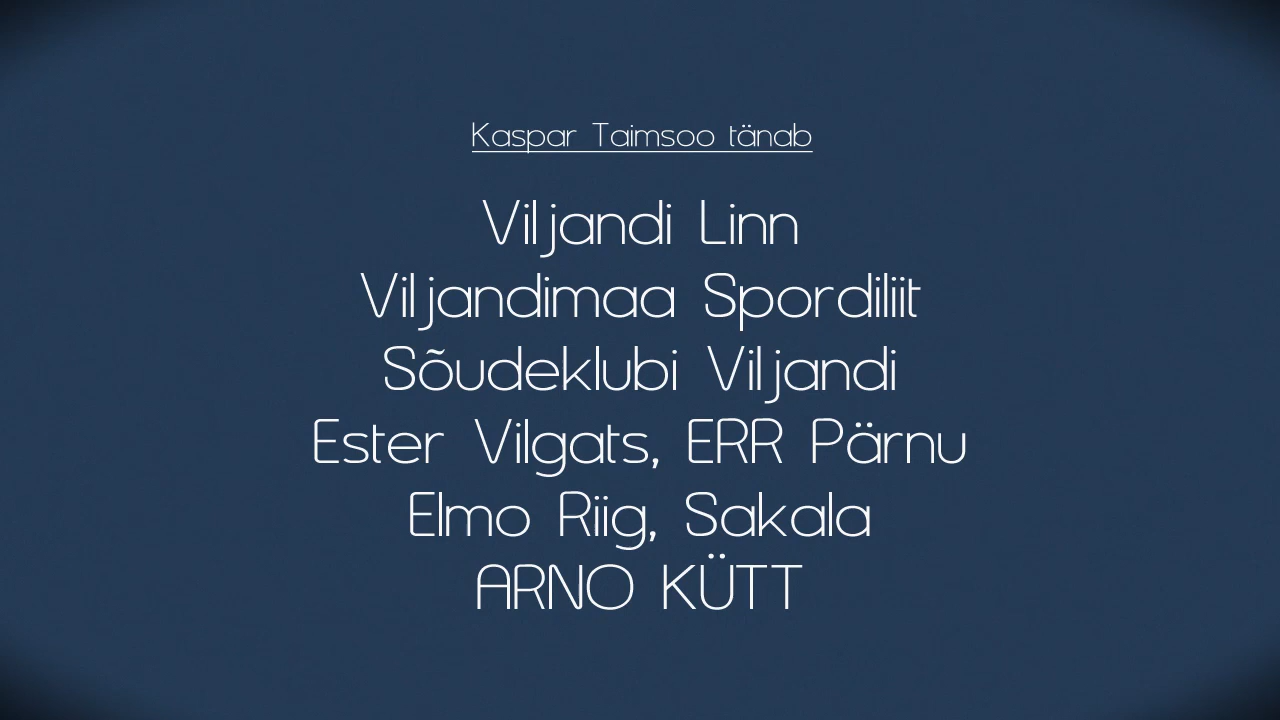 Kaspar Taimsoo tänab
Viljandi Linn
Viljandimaa Spordiliit
Sõudeklubi Viljandi
Ester Vilgats, ERR Pärnu
Elmo Riig, Sakala
ARNO KÜTT